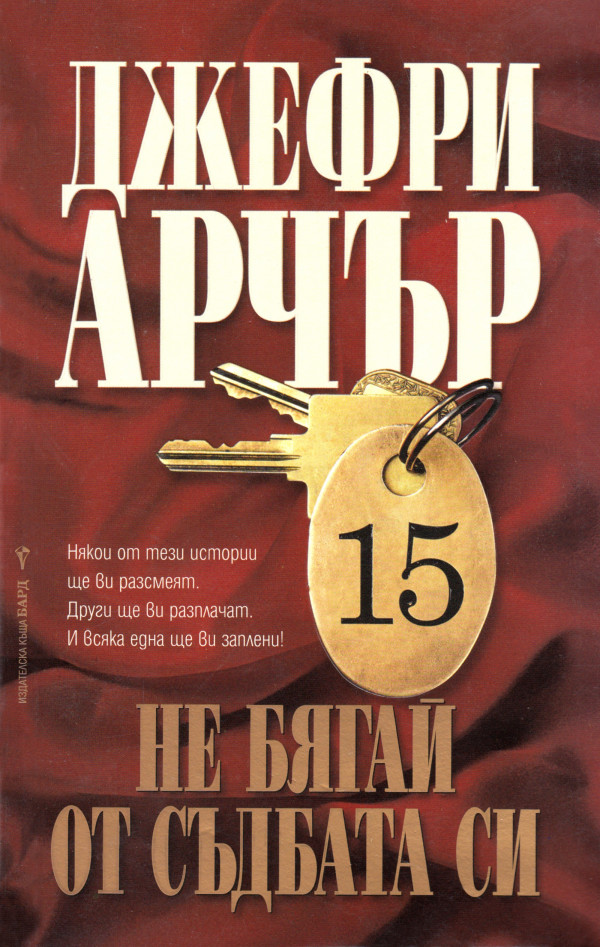 ДЖЕФРИ
АРЧЪР
15
Някои от тези истории
ще ви разсмеят.
Други ще ви разплачат.
И всяка една ще ви заплени!
ИЗДАТЕЛСКА КЪЩА БАРД
НЕ БЯГАЙ
ОТ СЪДБАТА СИ